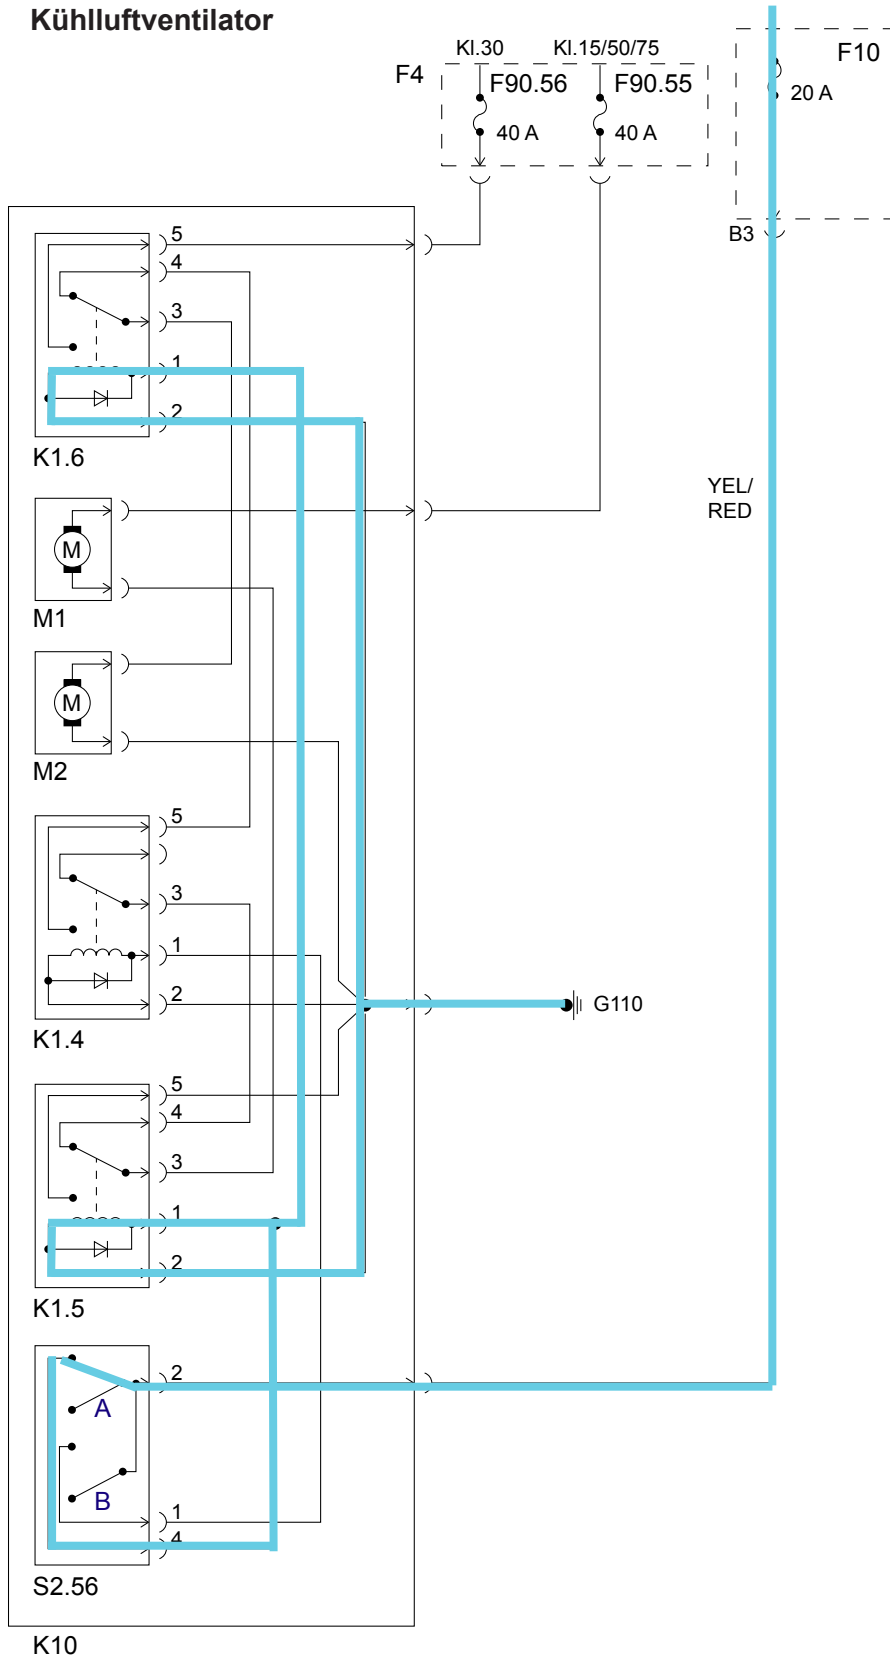 Kühlluftventilator
Kl.30 Kl.15/50/75
F4 F90.56 F90.55 F10
40 A 40 A 20 A
B3
5
4
3
1
2
K1.6
YEL/
RED
M
M1
M
M2
5
3
1
2
K1.4
G110
5
4
3
1
2
K1.5
2
A
B
1
4
S2.56
K10